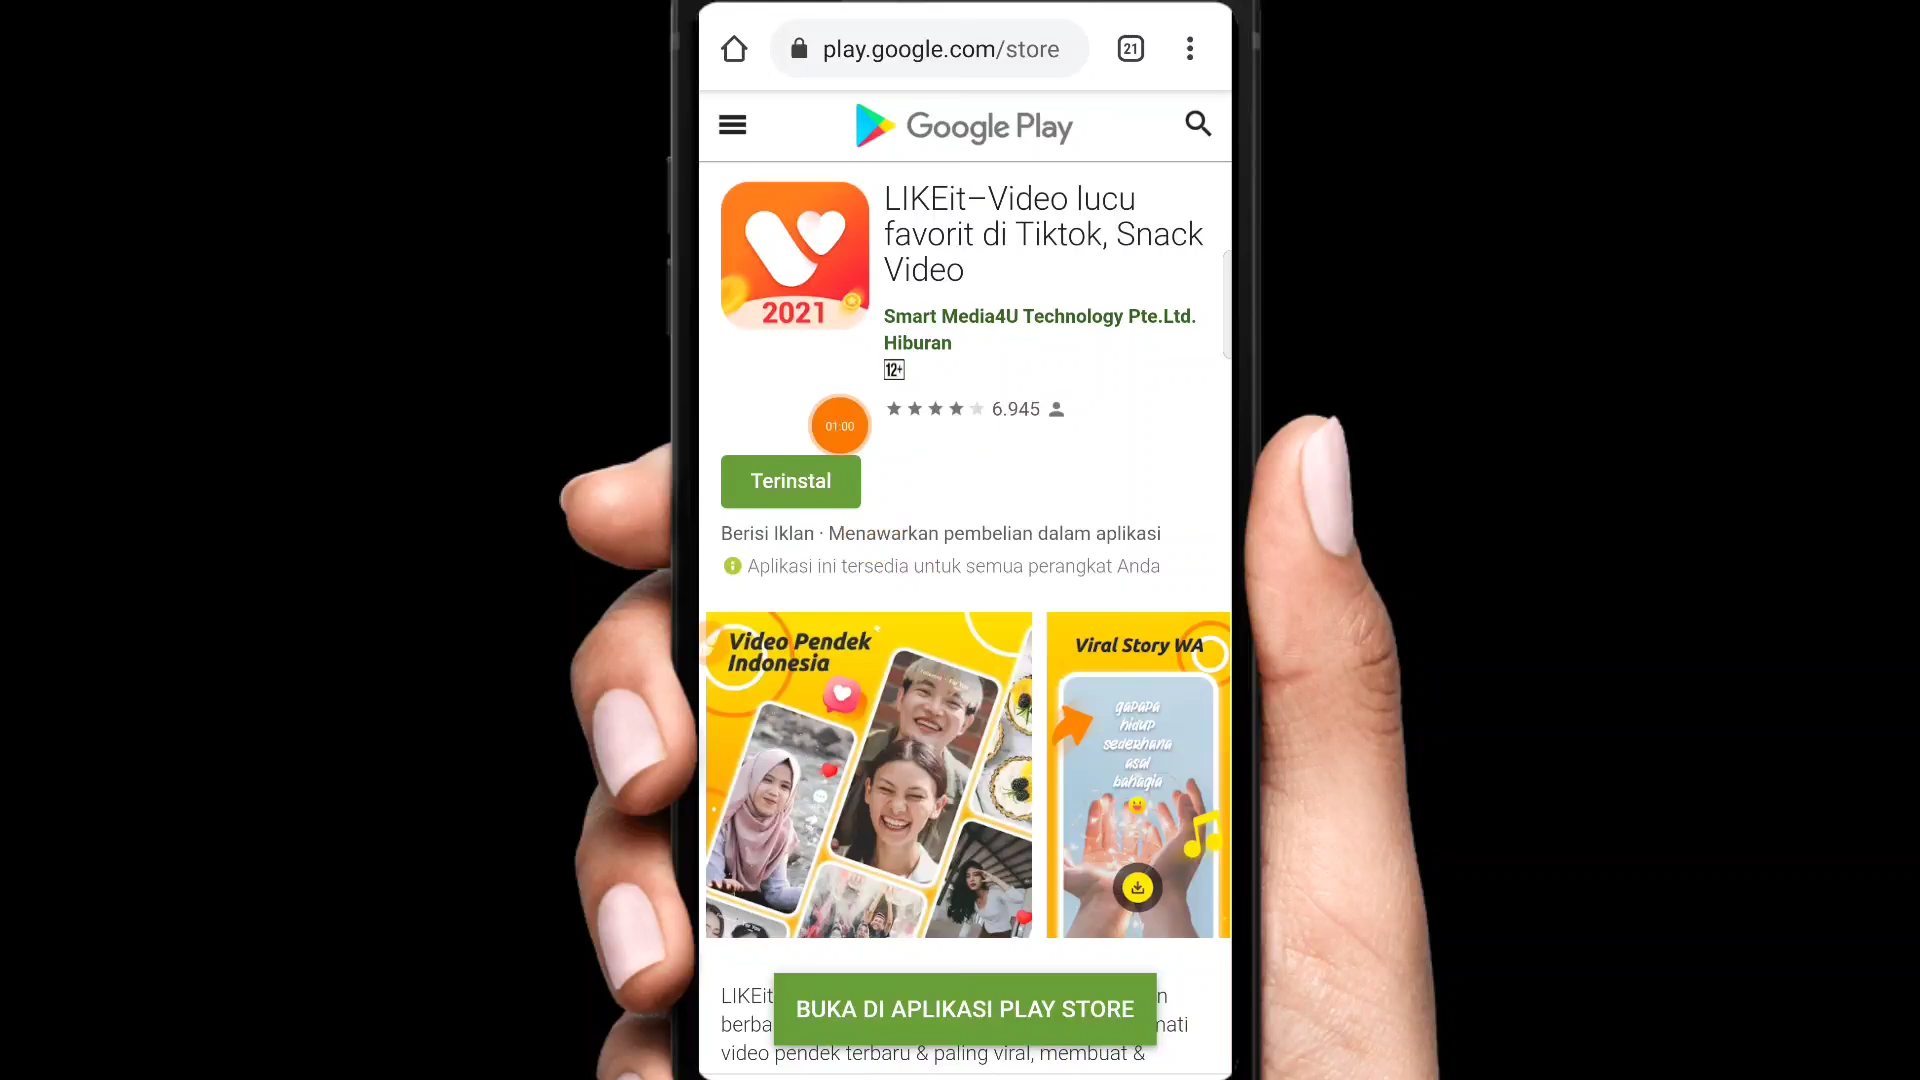 play.google.com/store
21
Google Play
LIKEit–Video lucu
favorit di Tiktok, Snack
Video
2021
Smart Media4U Technology Pte.Ltd.
Hiburan
12+
6.945
01:00
Terinstal
Berisi Iklan · Menawarkan pembelian dalam aplikasi
Aplikasi ini tersedia untuk semua perangkat Anda
Video Pendek
Indonesia
Viral Story WA
gapapa
hidup
sederhana
asal
bahagia
LIKEit
berba
BUKA DI APLIKASI PLAY STORE
video pendek terbaru & paling viral, membuat &